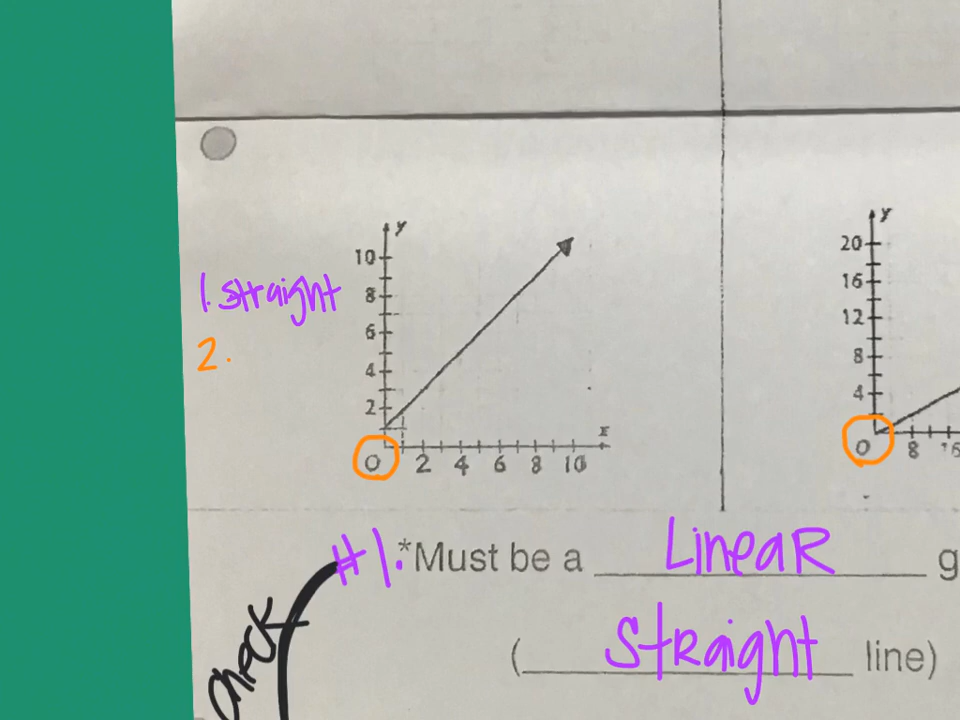 y
10
8
6
4
2
0
2 4 6 8 10
x
y
20
16
12
8
4
0
8 16
1. straight
2.
#1. *Must be a Linear g
(Straight line)
CHECK